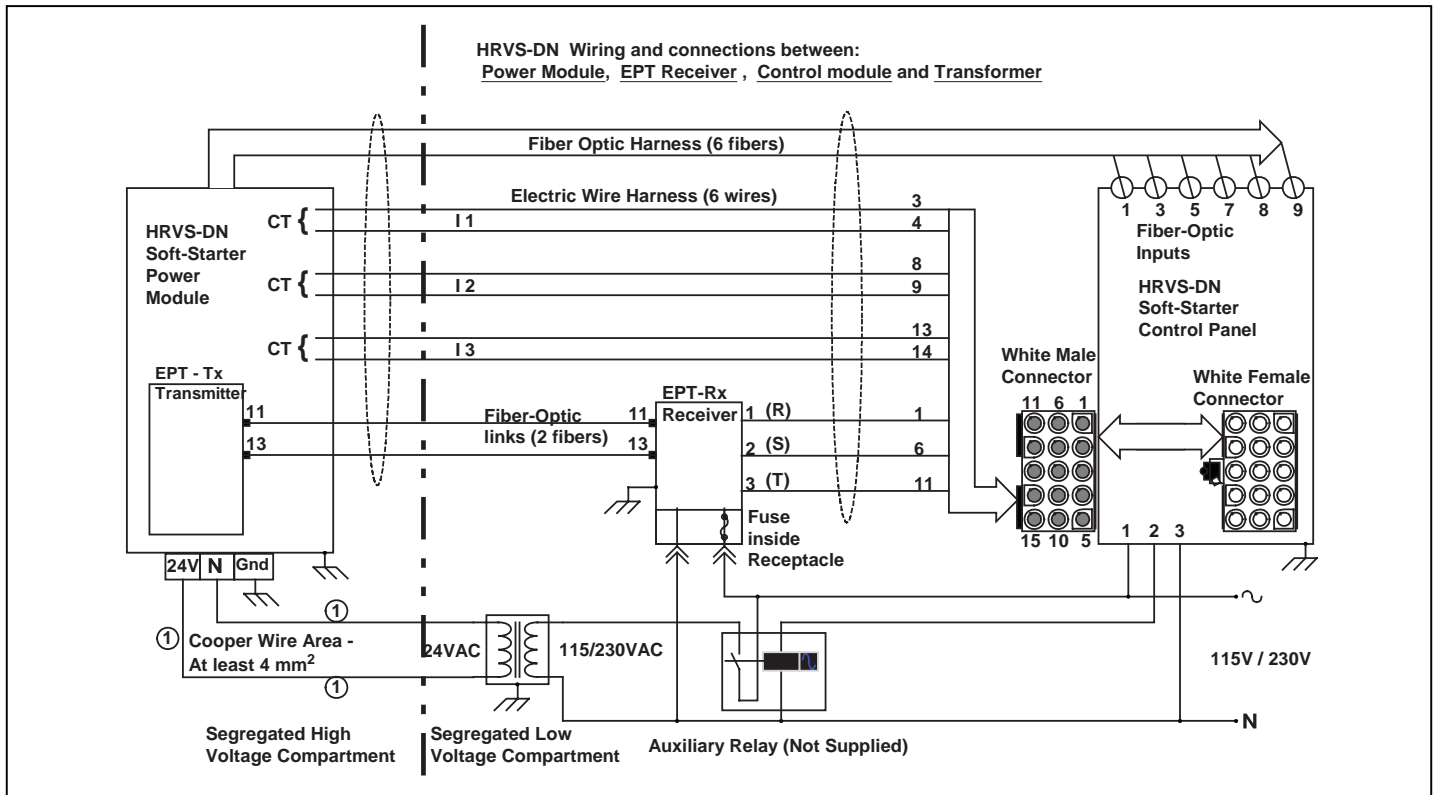 HRVS-DN Wiring and connections between:
Power Module, EPT Receiver , Control module and Transformer
Fiber Optic Harness (6 fibers)
Electric Wire Harness (6 wires)
HRVS-DN
Soft-Starter
Power
Module
CT {
I 1
3
4
CT {
I 2
8
9
CT {
I 3
13
14
1 3 5 7 8 9
Fiber-Optic
Inputs
HRVS-DN
Soft-Starter
Control Panel
EPT - Tx
Transmitter
11
13
Fiber-Optic
links (2 fibers)
11
13
EPT-Rx
Receiver
1 (R)
2 (S)
3 (T)
1
6
11
White Male
Connector
11 6 1
15 10 5
White Female
Connector
Fuse
inside
Receptacle
1 2 3
24V N Gnd
1
1
Cooper Wire Area -
At least 4 mm2
1
24VAC
115/230VAC
115V / 230V
N
Segregated High
Voltage Compartment
Segregated Low
Voltage Compartment
Auxiliary Relay (Not Supplied)